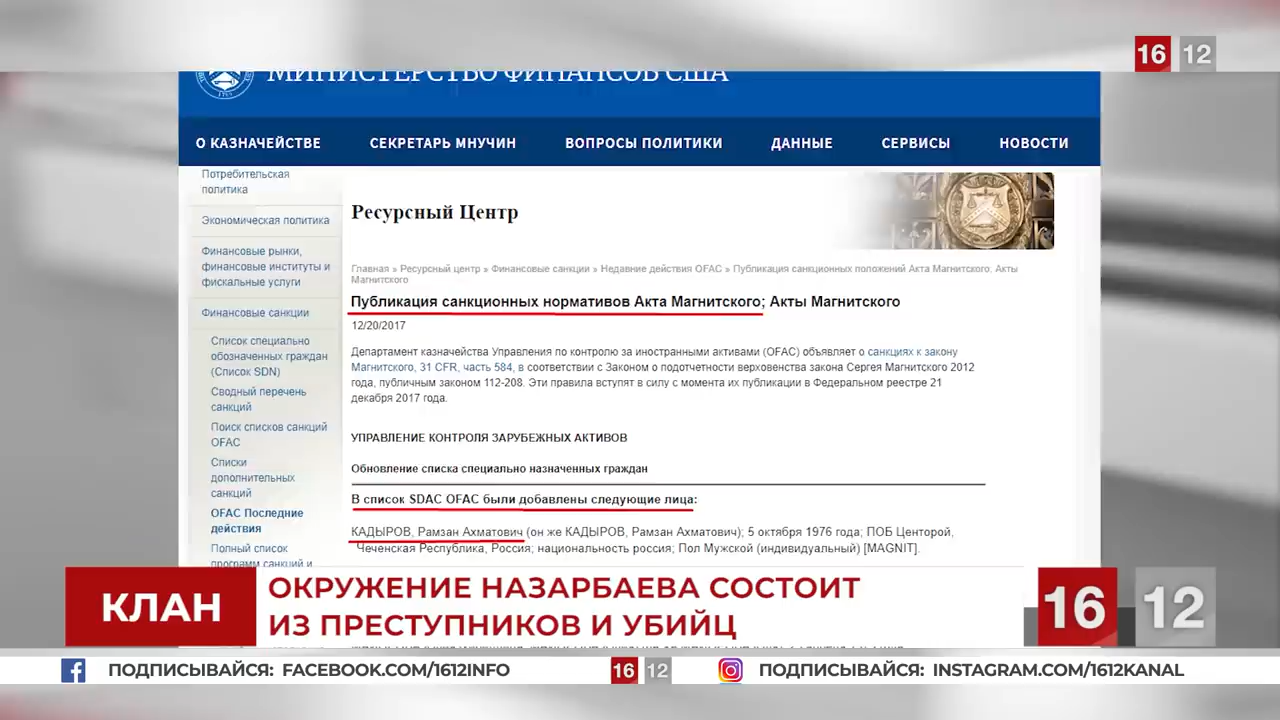 16 12
МИНИСТЕРСТВО ФИНАНСОВ США
О КАЗНАЧЕЙСТВЕ СЕКРЕТАРЬ МНУЧИН ВОПРОСЫ ПОЛИТИКИ ДАННЫЕ СЕРВИСЫ НОВОСТИ
Потребительская
политика
Экономическая политика
Финансовые рынки,
финансовые институты и
фискальные услуги
Финансовые санкции
Список специально
обозначенных граждан
(Список SDN)
Сводный перечень
санкций
Поиск списков санкций
OFAC
Списки
дополнительных
санкций
OFAC Последние
действия
Полный список
программ санкций и
Ресурсный Центр
Главная » Ресурсный центр » Финансовые санкции » Недавние действия OFAC » Публикация санкционных положений Акта Магнитского; Акты
Магнитского
Публикация санкционных нормативов Акта Магнитского; Акты Магнитского
12/20/2017
Департамент казначейства Управления по контролю за иностранными активами (OFAC) объявляет о санкциях к закону
Магнитского, 31 CFR, часть 584, в соответствии с Законом о подотчетности верховенства закона Сергея Магнитского 2012
года, публичным законом 112-208. Эти правила вступят в силу с момента их публикации в Федеральном реестре 21
декабря 2017 года.
УПРАВЛЕНИЕ КОНТРОЛЯ ЗАРУБЕЖНЫХ АКТИВОВ
Обновление списка специально назначенных граждан
В список SDAC OFAC были добавлены следующие лица:
КАДЫРОВ, Рамзан Ахматович (он же КАДЫРОВ, Рамзан Ахматович); 5 октября 1976 года; ПОБ Центорой,
Чеченская Республика, Россия; национальность россия; Пол Мужской (индивидуальный) [MAGNIT].
КЛАН
ОКРУЖЕНИЕ НАЗАРБАЕВА СОСТОИТ
ИЗ ПРЕСТУПНИКОВ И УБИЙЦ
16 12
ПОДПИСЫВАЙСЯ: FACEBOOK.COM/1612INFO 16 12 ПОДПИСЫВАЙСЯ: INSTAGRAM.COM/1612KANAL